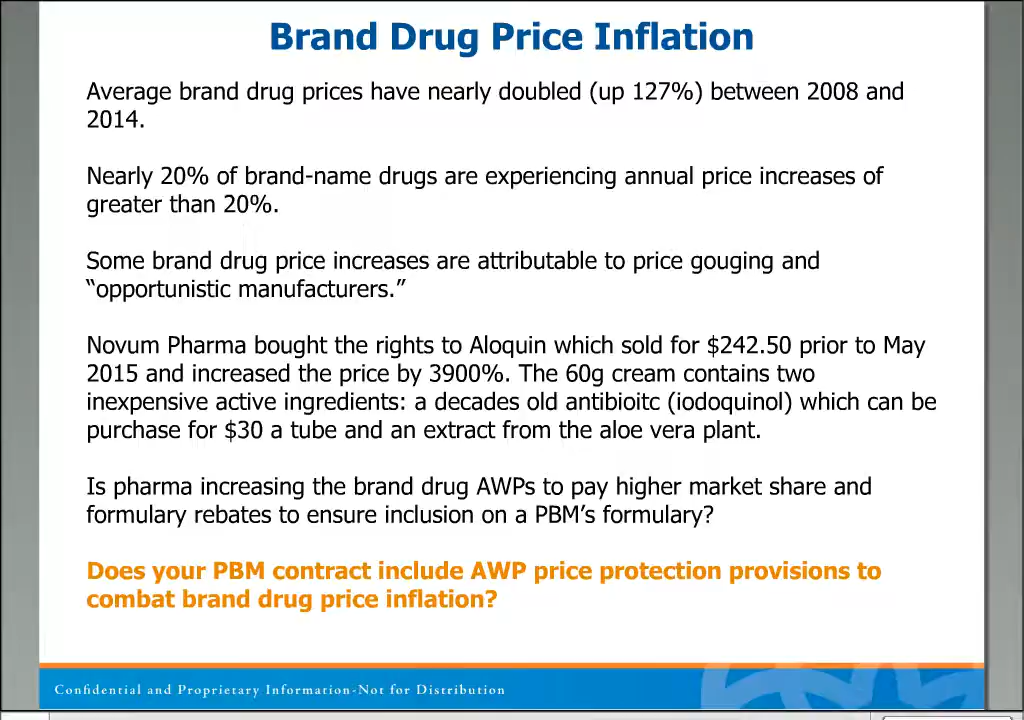 Brand Drug Price Inflation
Average brand drug prices have nearly doubled (up 127%) between 2008 and
2014.
Nearly 20% of brand-name drugs are experiencing annual price increases of
greater than 20%.
Some brand drug price increases are attributable to price gouging and
“opportunistic manufacturers.”
Novum Pharma bought the rights to Aloquin which sold for $242.50 prior to May
2015 and increased the price by 3900%. The 60g cream contains two
inexpensive active ingredients: a decades old antibioitc (iodoquinol) which can be
purchase for $30 a tube and an extract from the aloe vera plant.
Is pharma increasing the brand drug AWPs to pay higher market share and
formulary rebates to ensure inclusion on a PBM’s formulary?
Does your PBM contract include AWP price protection provisions to
combat brand drug price inflation?
Confidential and Proprietary Information-Not for Distribution